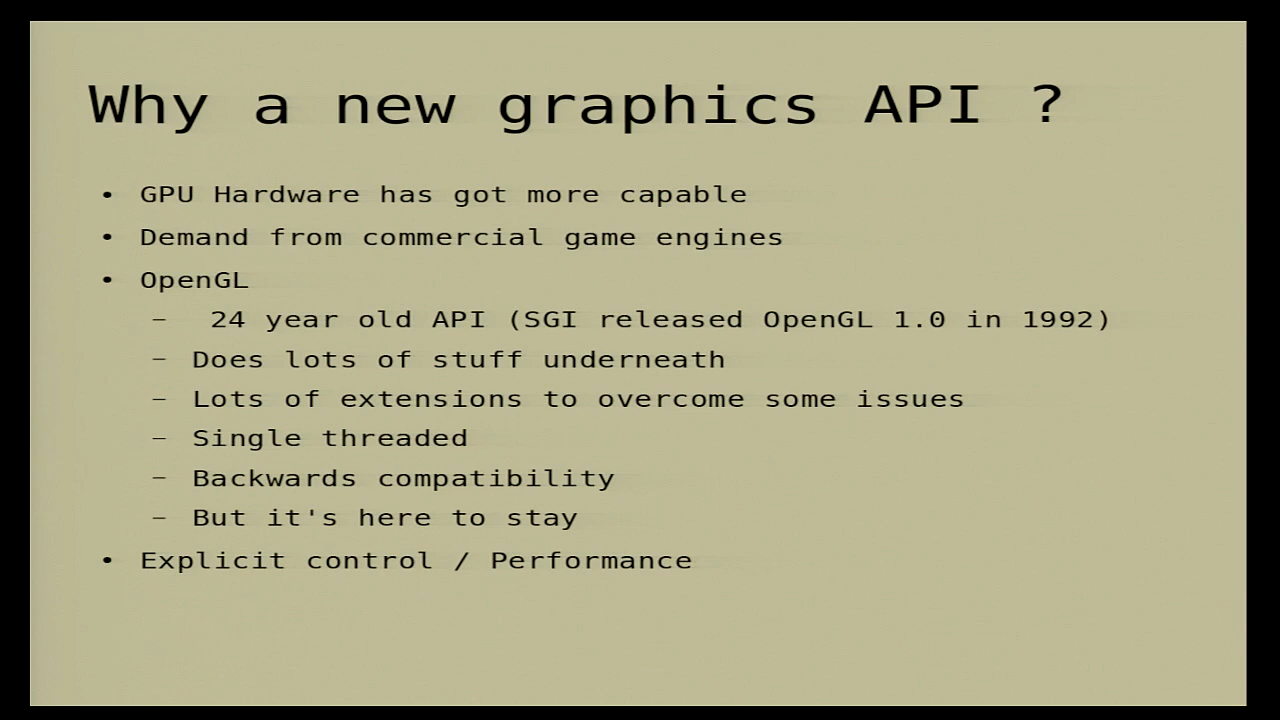 Why a new graphics API ?
• GPU Hardware has got more capable
• Demand from commercial game engines
• OpenGL
– 24 year old API (SGI released OpenGL 1.0 in 1992)
– Does lots of stuff underneath
– Lots of extensions to overcome some issues
– Single threaded
– Backwards compatibility
– But it's here to stay
• Explicit control / Performance